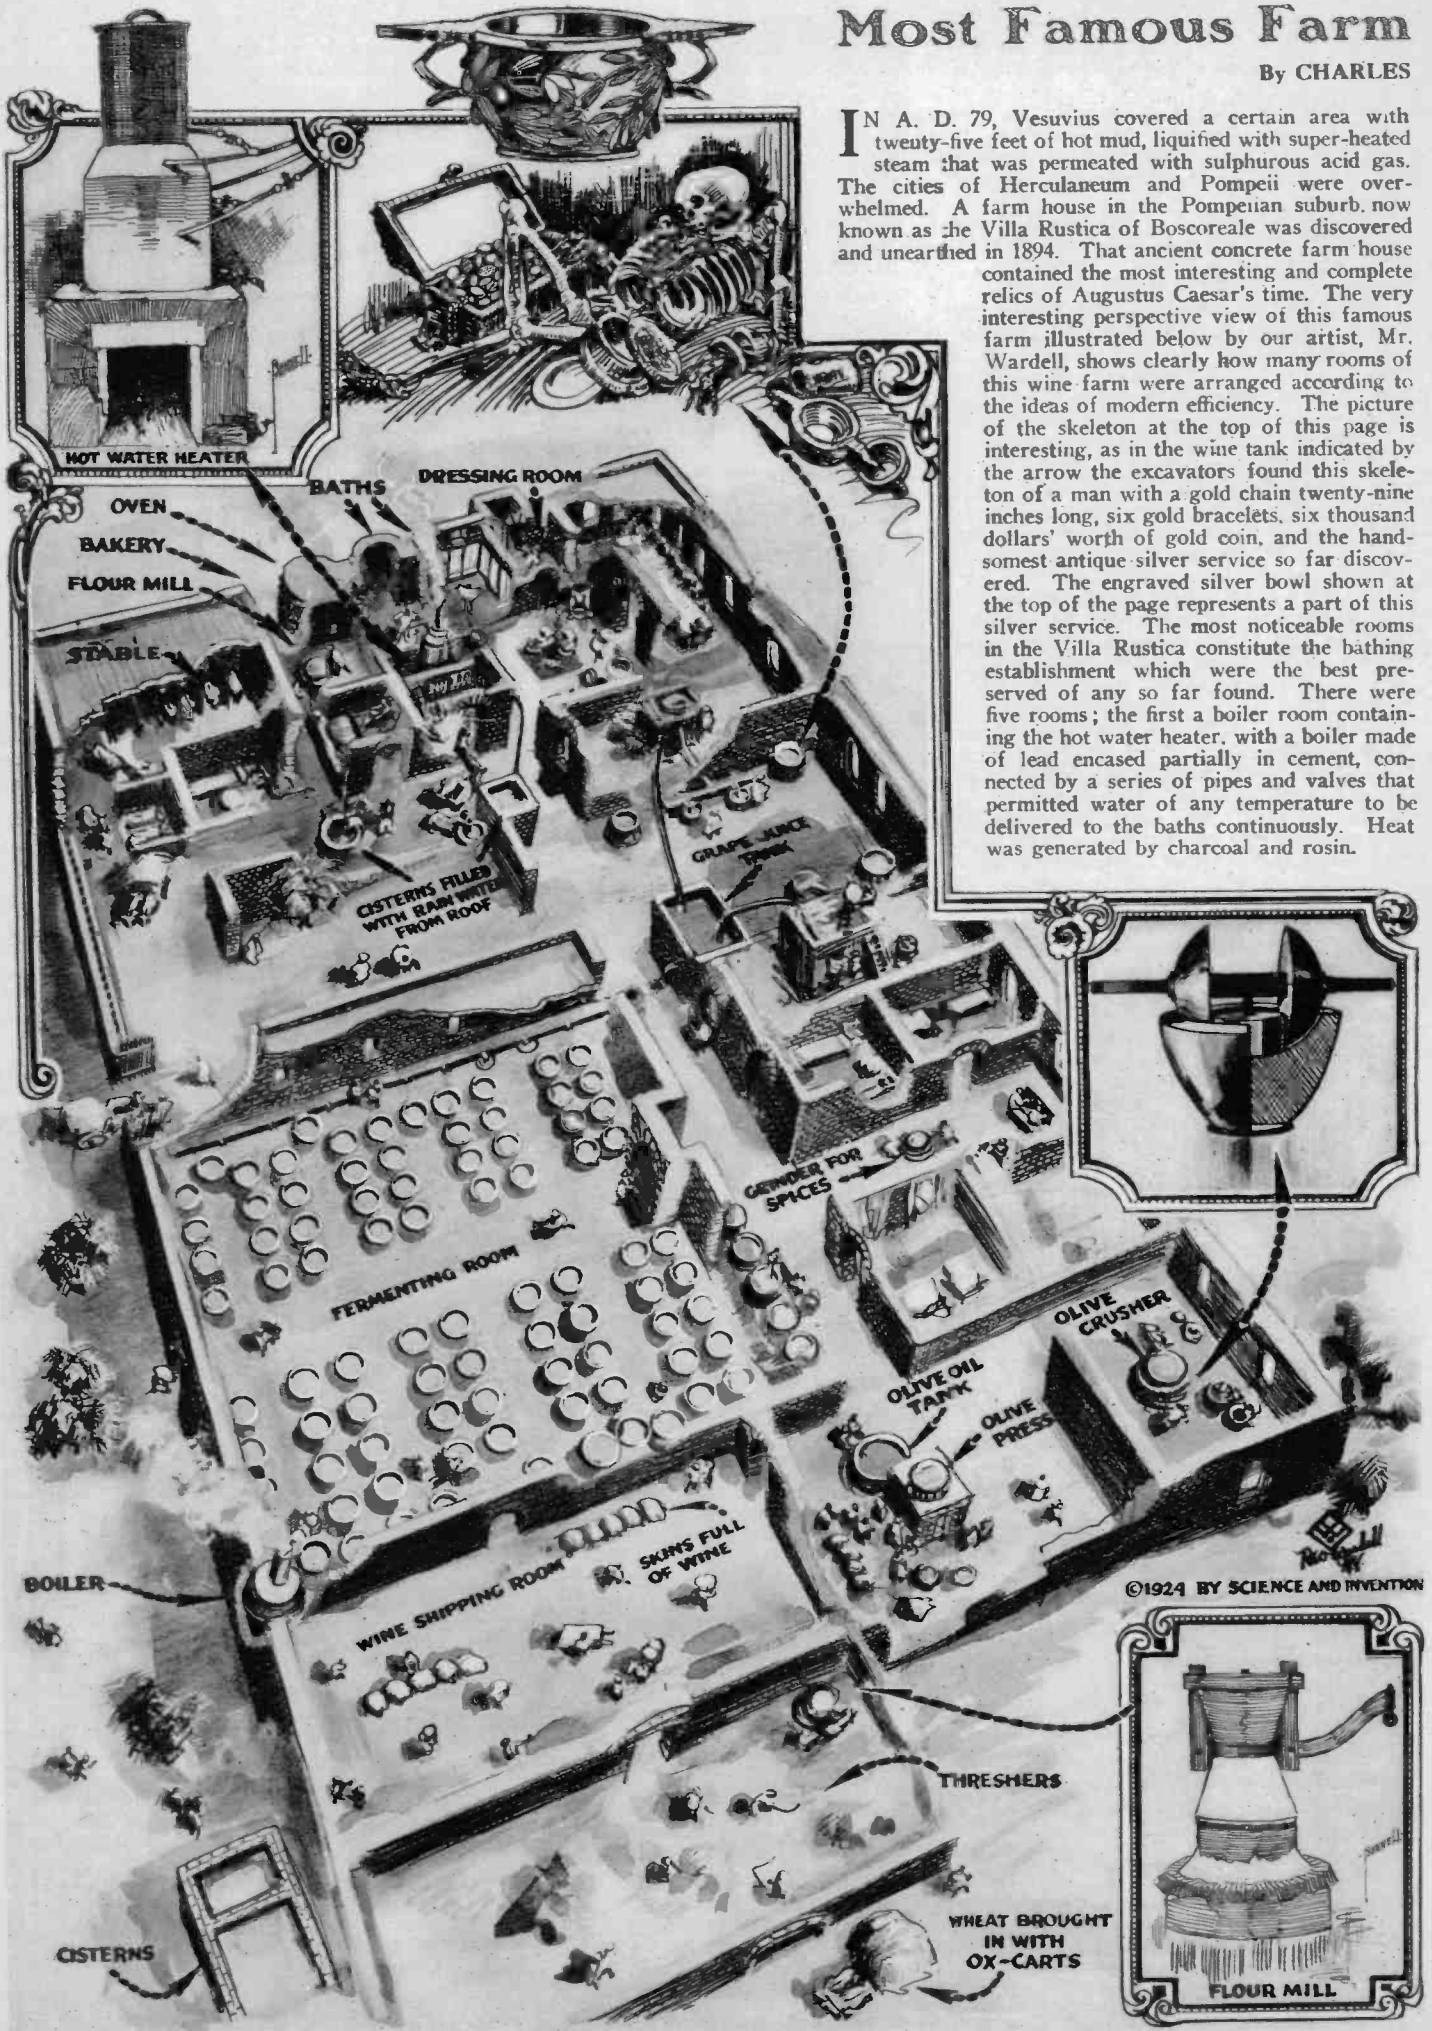 Most Famous Farm
By CHARLES
IN A. D. 79, Vesuvius covered a certain area with
twenty-five feet of hot mud, liquified with super-heated
steam that was permeated with sulphurous acid gas.
The cities of Herculaneum and Pompeii were over-
whelmed. A farm house in the Pompeiian suburb, now
known as the Villa Rustica of Boscoreale was discovered
and unearthed in 1894. That ancient concrete farm house
contained the most interesting and complete
relics of Augustus Caesar's time. The very
interesting perspective view of this famous
farm illustrated below by our artist, Mr.
Wardell, shows clearly how many rooms of
this wine farm were arranged according to
the ideas of modern efficiency. The picture
of the skeleton at the top of this page is
interesting, as in the wine tank indicated by
the arrow the excavators found this skele-
ton of a man with a gold chain twenty-nine
inches long, six gold bracelets, six thousand
dollars' worth of gold coin, and the hand-
somest antique silver service so far discov-
ered. The engraved silver bowl shown at
the top of the page represents a part of this
silver service. The most noticeable rooms
in the Villa Rustica constitute the bathing
establishment which were the best pre-
served of any so far found. There were
five rooms; the first a boiler room contain-
ing the hot water heater, with a boiler made
of lead encased partially in cement, con-
nected by a series of pipes and valves that
permitted water of any temperature to be
delivered to the baths continuously. Heat
was generated by charcoal and rosin.
HOT WATER HEATER
BATHS
DRESSING ROOM
OVEN
BAKERY
FLOUR MILL
STABLE
GRAPE JUICE
TANK
CISTERNS FILLED
WITH RAIN WATER
FROM ROOF
GRINDER FOR
SPICES
FERMENTING ROOM
OLIVE
CRUSHER
OLIVE OIL
TANK
OLIVE
PRESS
SKINS FULL
OF WINE
WINE SHIPPING ROOM
BOILER
©1924 BY SCIENCE AND INVENTION
THRESHERS
WHEAT BROUGHT
IN WITH
OX-CARTS
CISTERNS
FLOUR MILL